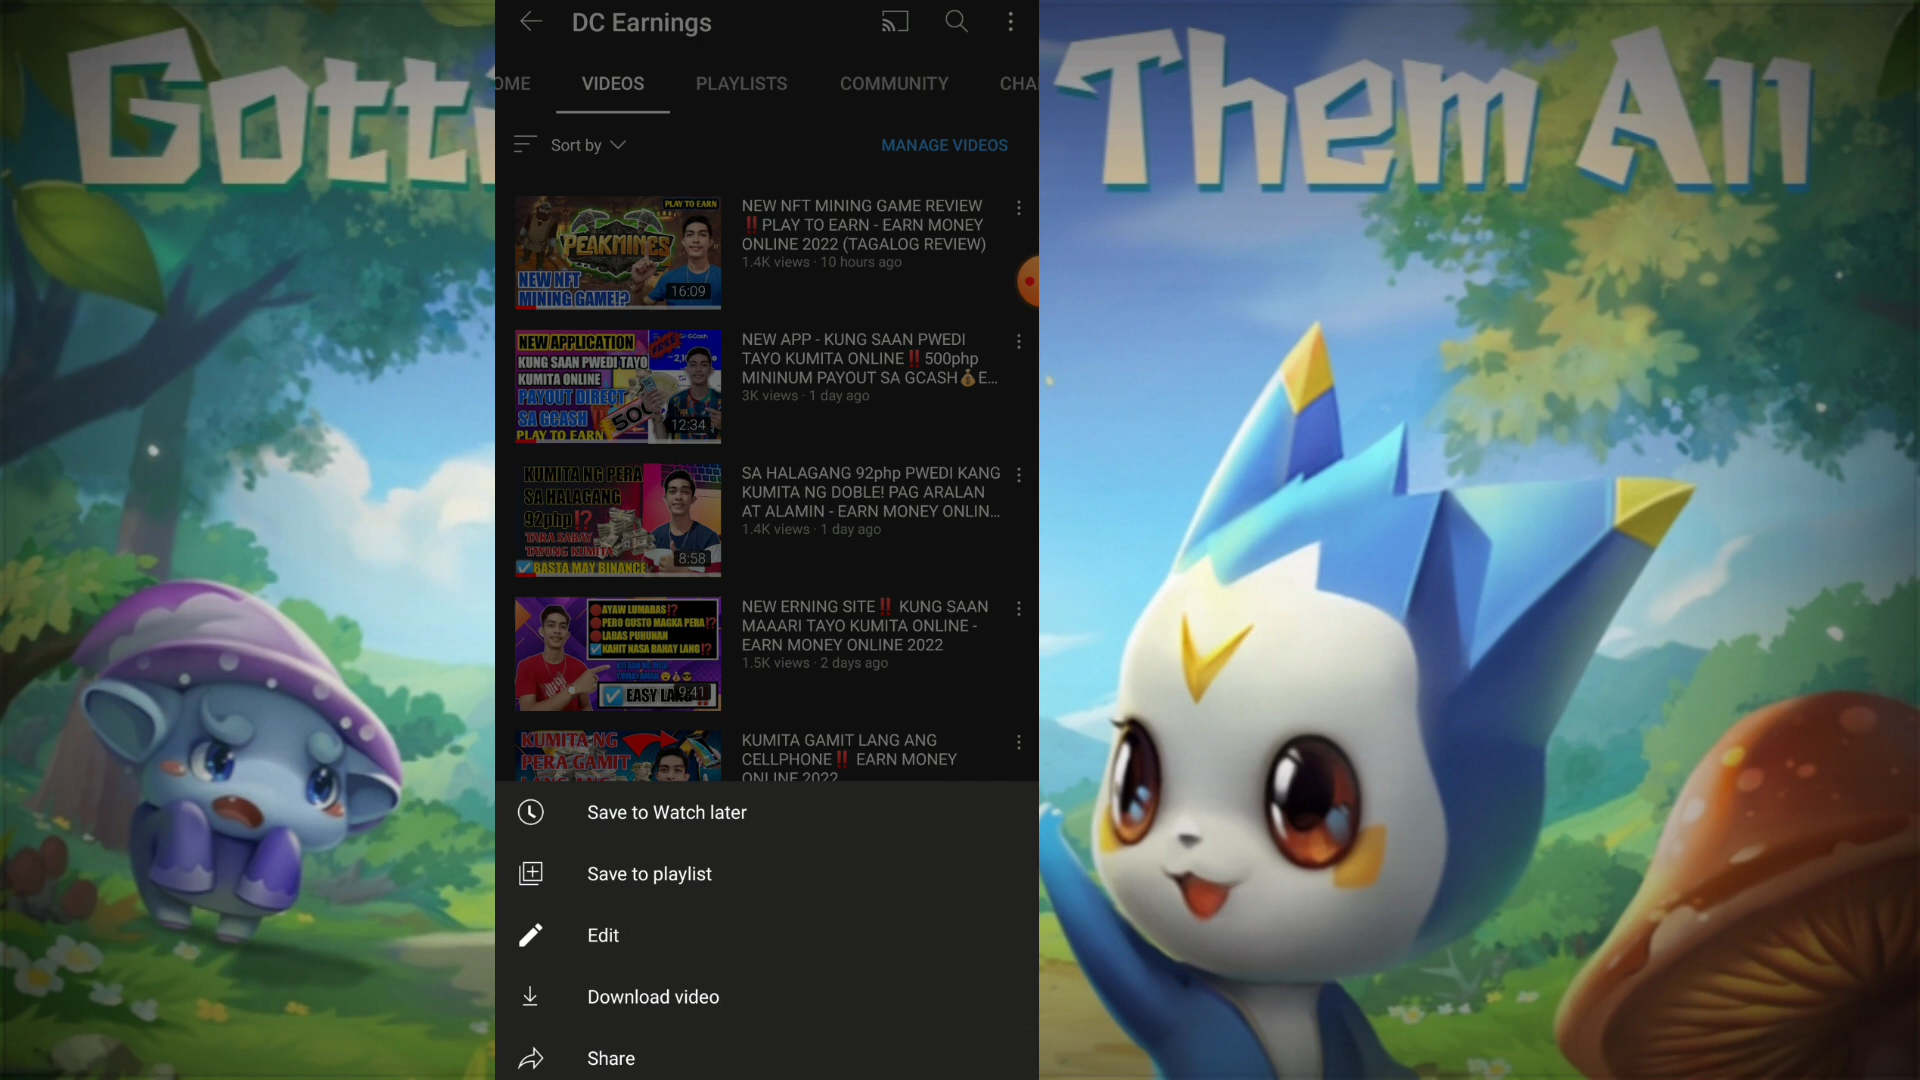 Gott
Them All
DC Earnings
OME
VIDEOS
PLAYLISTS
COMMUNITY
CHA
Sort by
MANAGE VIDEOS
PLAY TO EARN
PEAKMINES
NEW NFT
MINING GAME!?
16:09
NEW NFT MINING GAME REVIEW
‼️PLAY TO EARN - EARN MONEY
ONLINE 2022 (TAGALOG REVIEW)
1.4K views · 10 hours ago
NEW APPLICATION
KUNG SAAN PWEDI TAYO
KUMITA ONLINE
PAYOUT DIRECT
SA GCASH
PLAY TO EARN
GCash
12:34
NEW APP - KUNG SAAN PWEDI
TAYO KUMITA ONLINE‼️500php
MININUM PAYOUT SA GCASH💰E...
3K views · 1 day ago
KUMITA NG PERA
SA HALAGANG
92php⁉️
TARA SABAY
TAYONG KUMITA
☑️BASTA MAY BINANCE
8:58
SA HALAGANG 92php PWEDI KANG
KUMITA NG DOBLE! PAG ARALAN
AT ALAMIN - EARN MONEY ONLIN...
1.4K views · 1 day ago
🔴AYAW LUMABAS⁉️
🔴PERO GUSTO MAGKA PERA⁉️
🔴LABAS PUHUNAN
☑️KAHIT NASA BAHAY LANG⁉️
☑️ EASY LANG‼️
9:41
NEW ERNING SITE‼️ KUNG SAAN
MAAARI TAYO KUMITA ONLINE -
EARN MONEY ONLINE 2022
1.5K views · 2 days ago
KUMITA NG
PERA GAMIT
KUMITA GAMIT LANG ANG
CELLPHONE‼️ EARN MONEY
ONLINE 2022
Save to Watch later
Save to playlist
Edit
Download video
Share